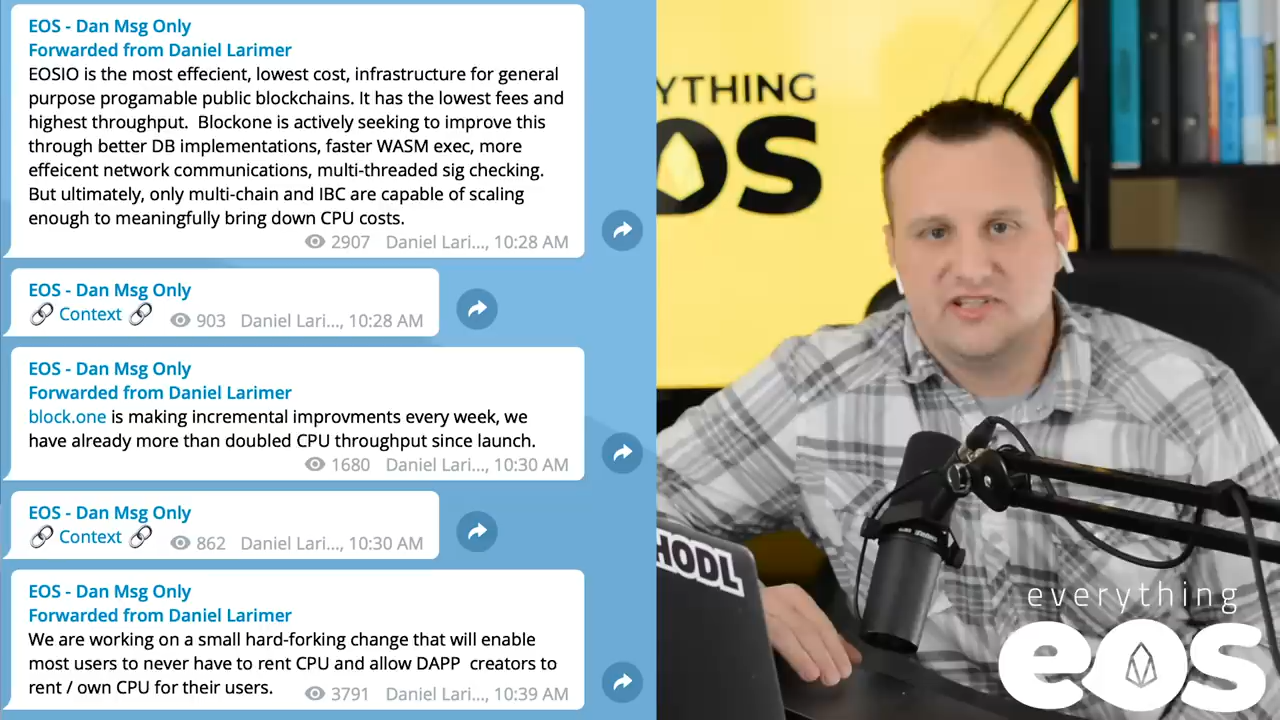 EOS - Dan Msg Only
Forwarded from Daniel Larimer
EOSIO is the most effecient, lowest cost, infrastructure for general
purpose progamable public blockchains. It has the lowest fees and
highest throughput. Blockone is actively seeking to improve this
through better DB implementations, faster WASM exec, more
effeicent network communications, multi-threaded sig checking.
But ultimately, only multi-chain and IBC are capable of scaling
enough to meaningfully bring down CPU costs.
2907 Daniel Lari..., 10:28 AM
EOS - Dan Msg Only
Context 903 Daniel Lari..., 10:28 AM
EOS - Dan Msg Only
Forwarded from Daniel Larimer
block.one is making incremental improvments every week, we
have already more than doubled CPU throughput since launch.
1680 Daniel Lari..., 10:30 AM
EOS - Dan Msg Only
Context 862 Daniel Lari..., 10:30 AM
EOS - Dan Msg Only
Forwarded from Daniel Larimer
We are working on a small hard-forking change that will enable
most users to never have to rent CPU and allow DAPP creators to
rent / own CPU for their users. 3791 Daniel Lari..., 10:39 AM
YTHING
OS
HODL
everything
eos